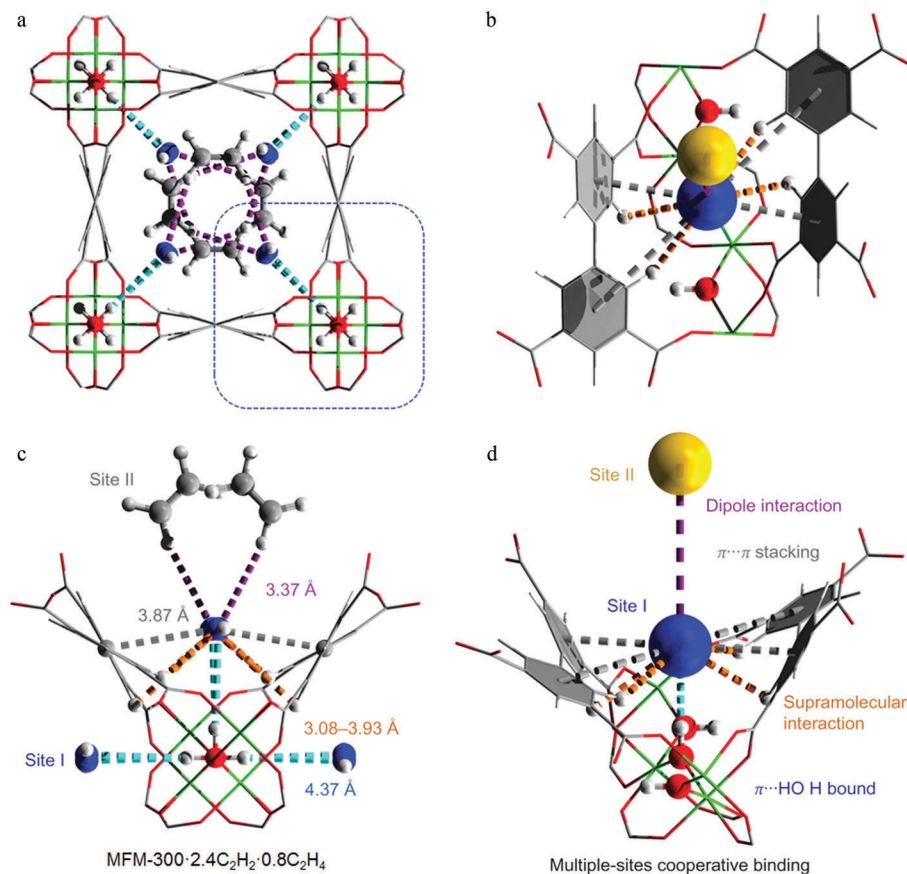 a
b
c
Site II
3.87 Å
3.37 Å
3.08–3.93 Å
Site I
4.37 Å
MFM-300·2.4C₂H₂·0.8C₂H₄
d
Site II
Dipole interaction
π···π stacking
Site I
Supramolecular
interaction
π···HO H bound
Multiple-sites cooperative binding